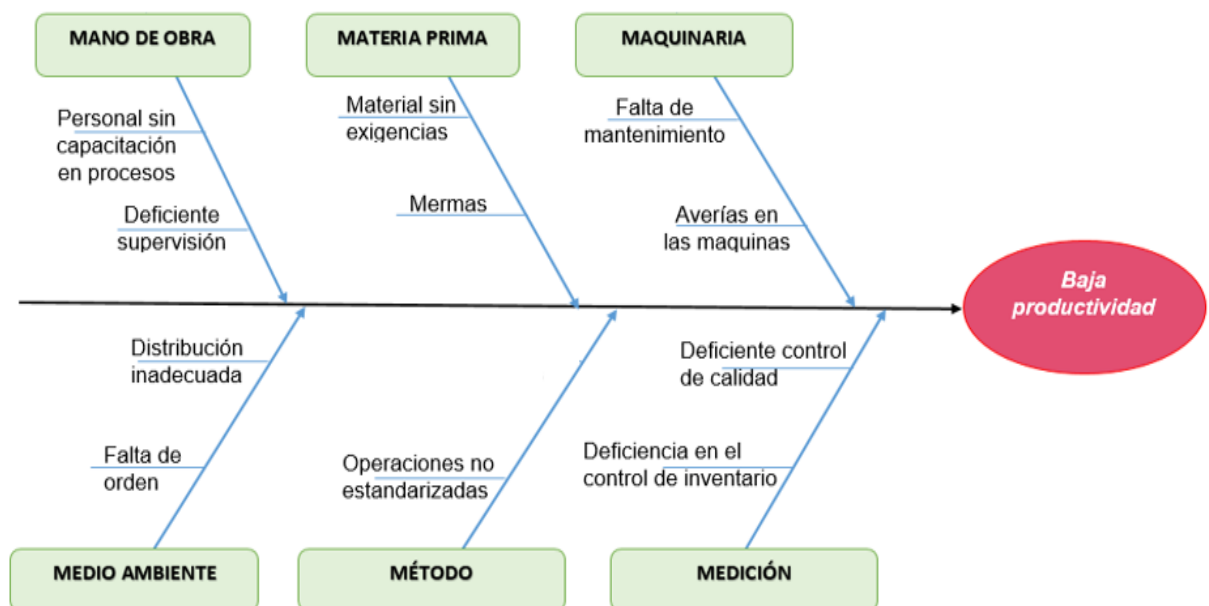 MANO DE OBRA
MATERIA PRIMA
MAQUINARIA
Personal sin
capacitación
en procesos
Deficiente
supervisión
Material sin
exigencias
Mermas
Falta de
mantenimiento
Averías en
las maquinas
Baja
productividad
Distribución
inadecuada
Falta de
orden
Operaciones no
estandarizadas
Deficiente control
de calidad
Deficiencia en el
control de inventario
MEDIO AMBIENTE
MÉTODO
MEDICIÓN